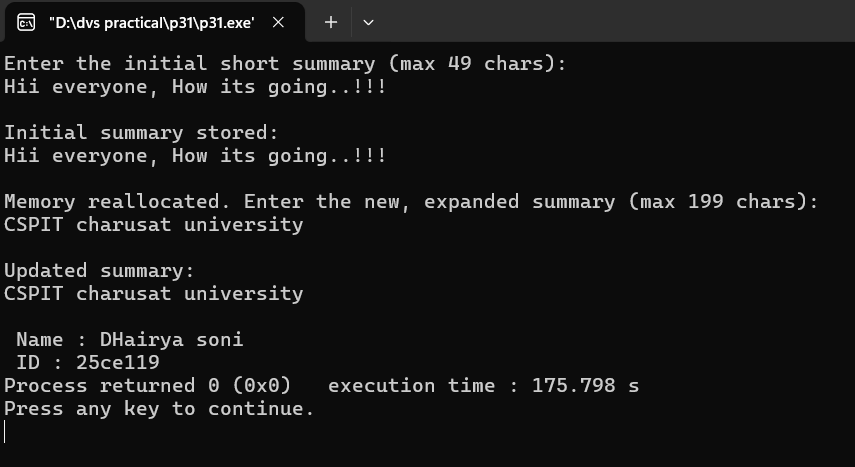 "D:\dvs practical\p31\p31.exe'
Enter the initial short summary (max 49 chars):
Hii everyone, How its going..!!!
Initial summary stored:
Hii everyone, How its going..!!!
Memory reallocated. Enter the new, expanded summary (max 199 chars):
CSPIT charusat university
Updated summary:
CSPIT charusat university
Name : DHairya soni
ID : 25ce119
Process returned 0 (0x0)   execution time : 175.798 s
Press any key to continue.